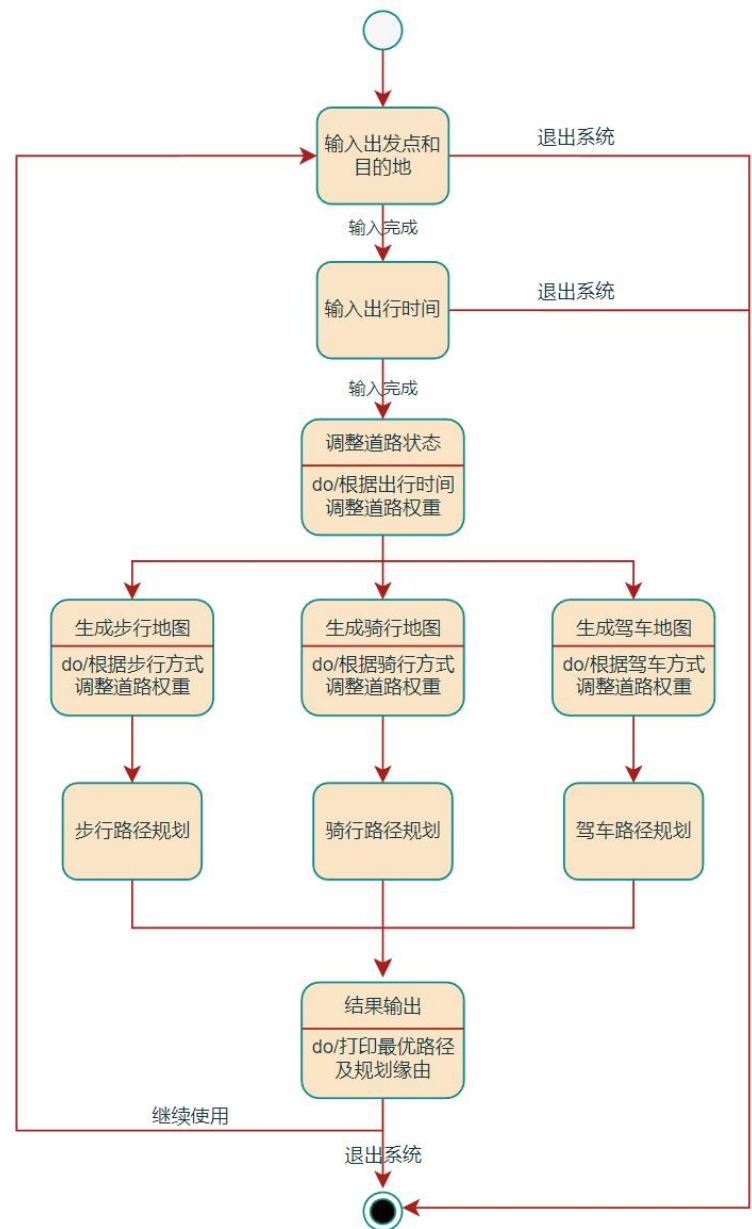 输入出发点和
目的地
退出系统
输入完成
输入出行时间
退出系统
输入完成
调整道路状态
do/根据出行时间
调整道路权重
生成步行地图
do/根据步行方式
调整道路权重
生成骑行地图
do/根据骑行方式
调整道路权重
生成驾车地图
do/根据驾车方式
调整道路权重
步行路径规划
骑行路径规划
驾车路径规划
结果输出
do/打印最优路径
及规划缘由
继续使用
退出系统